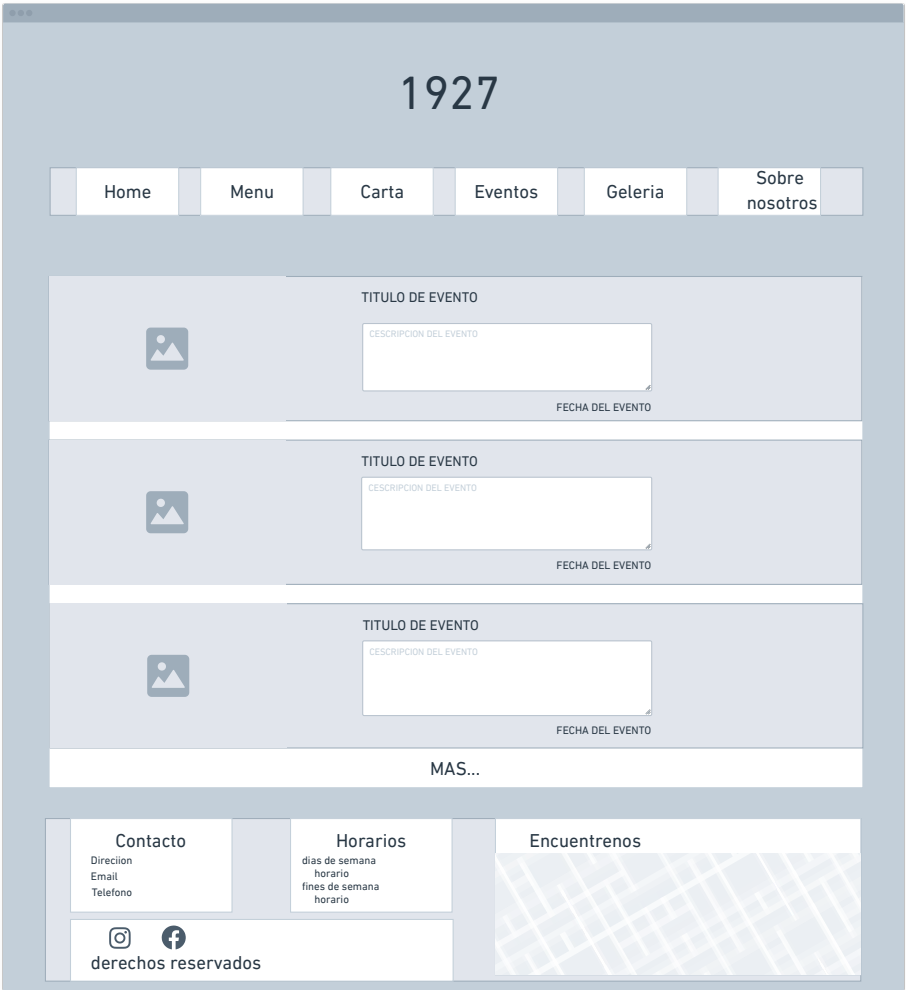 1927
Home
Menu
Carta
Eventos
Geleria
Sobre
nosotros
TITULO DE EVENTO
CESCRIPCION DEL EVENTO
FECHA DEL EVENTO
TITULO DE EVENTO
CESCRIPCION DEL EVENTO
FECHA DEL EVENTO
TITULO DE EVENTO
CESCRIPCION DEL EVENTO
FECHA DEL EVENTO
MAS...
Contacto
Direciion
Email
Telefono
Horarios
dias de semana
horario
fines de semana
horario
Encuentrenos
derechos reservados